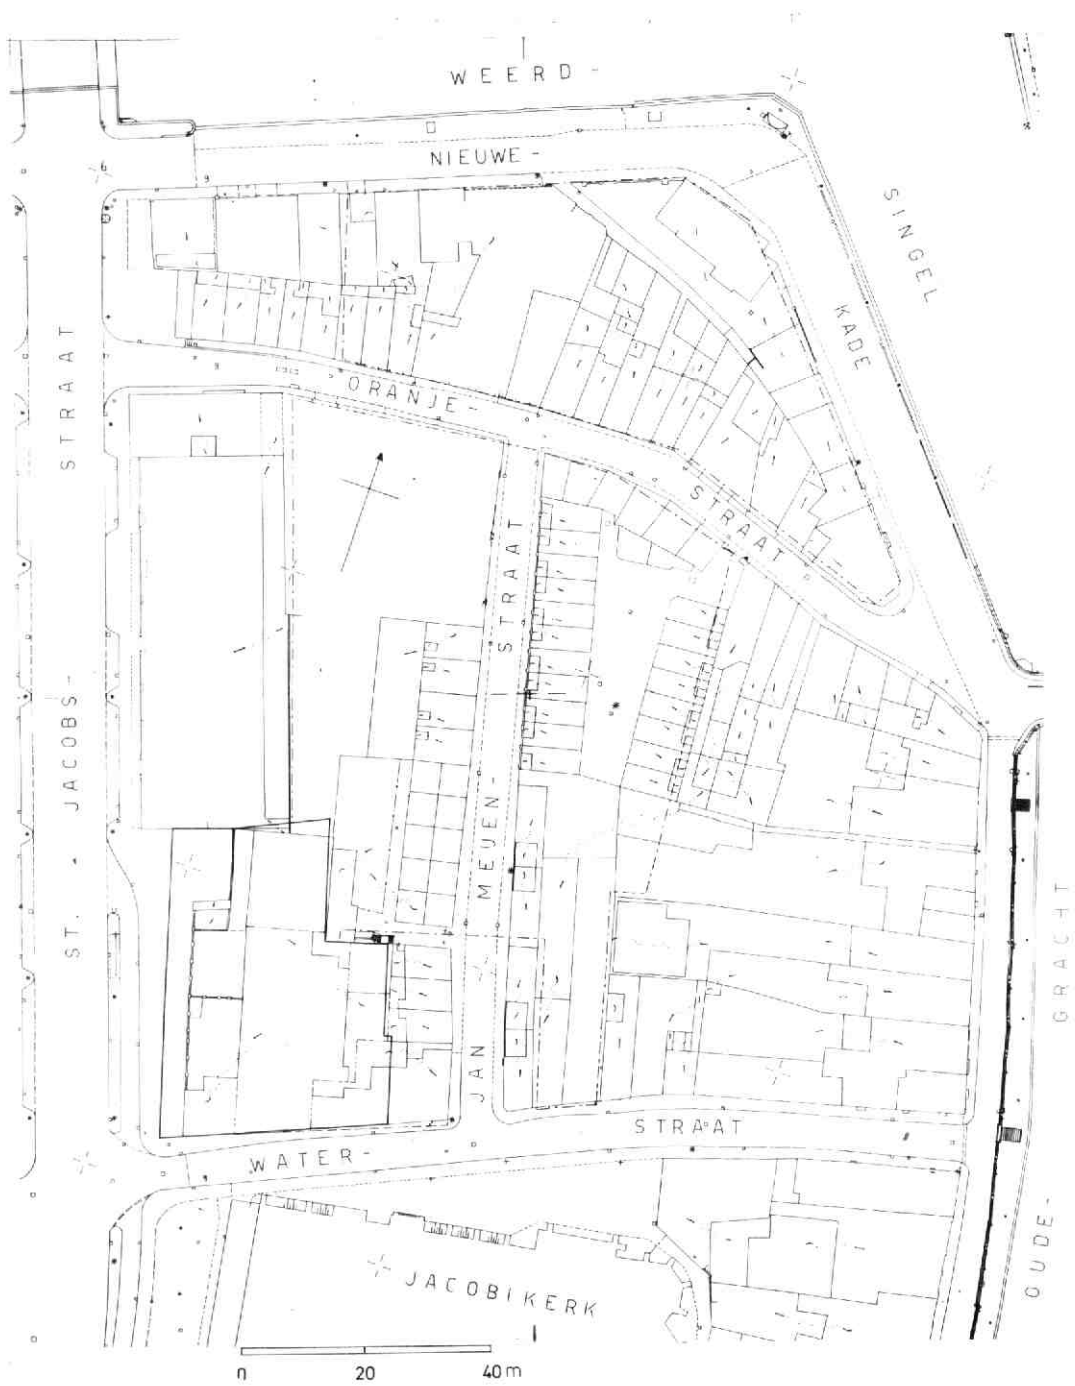 WEERD-
NIEUWE-
SINGEL
KADE
STRAAT
ORANJE-
STRAAT
STRAAT
JACOBS-
ST.
MEUEN-
JAN
GRACHT
STRAAT
WATER-
OUDE-
JACOBIKERK
0 20 40 m